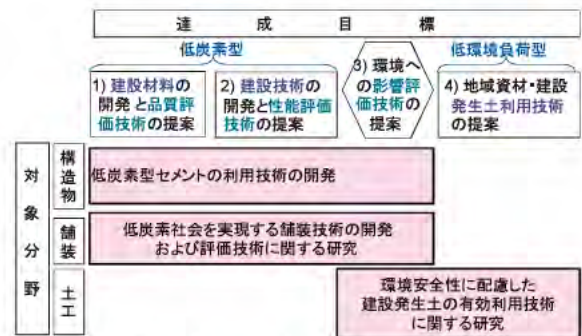 達成目標
低炭素型
低環境負荷型
1) 建設材料の
開発と品質評
価技術の提案
2) 建設技術の
開発と性能評価
技術の提案
3) 環境へ
の影響評
価技術の
提案
4) 地域資材・建設
発生土利用技術
の提案
対象分野
構造物
低炭素型セメントの利用技術の開発
舗装
低炭素社会を実現する舗装技術の開発
および評価技術に関する研究
土工
環境安全性に配慮した
建設発生土の有効利用技術
に関する研究